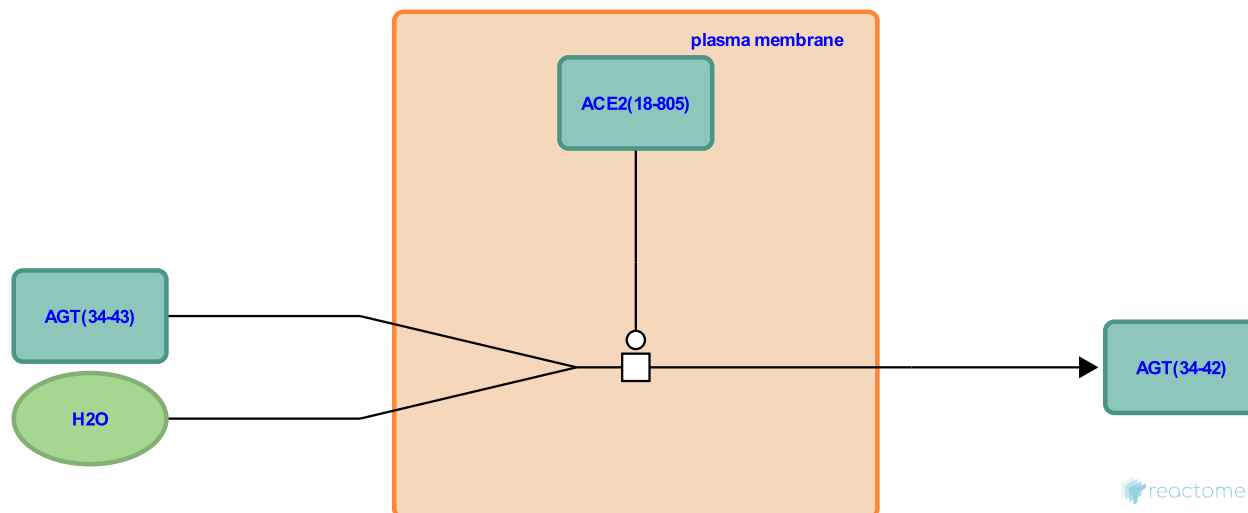 plasma membrane
ACE2(18-805)
AGT(34-43)
H2O
AGT(34-42)
reactome